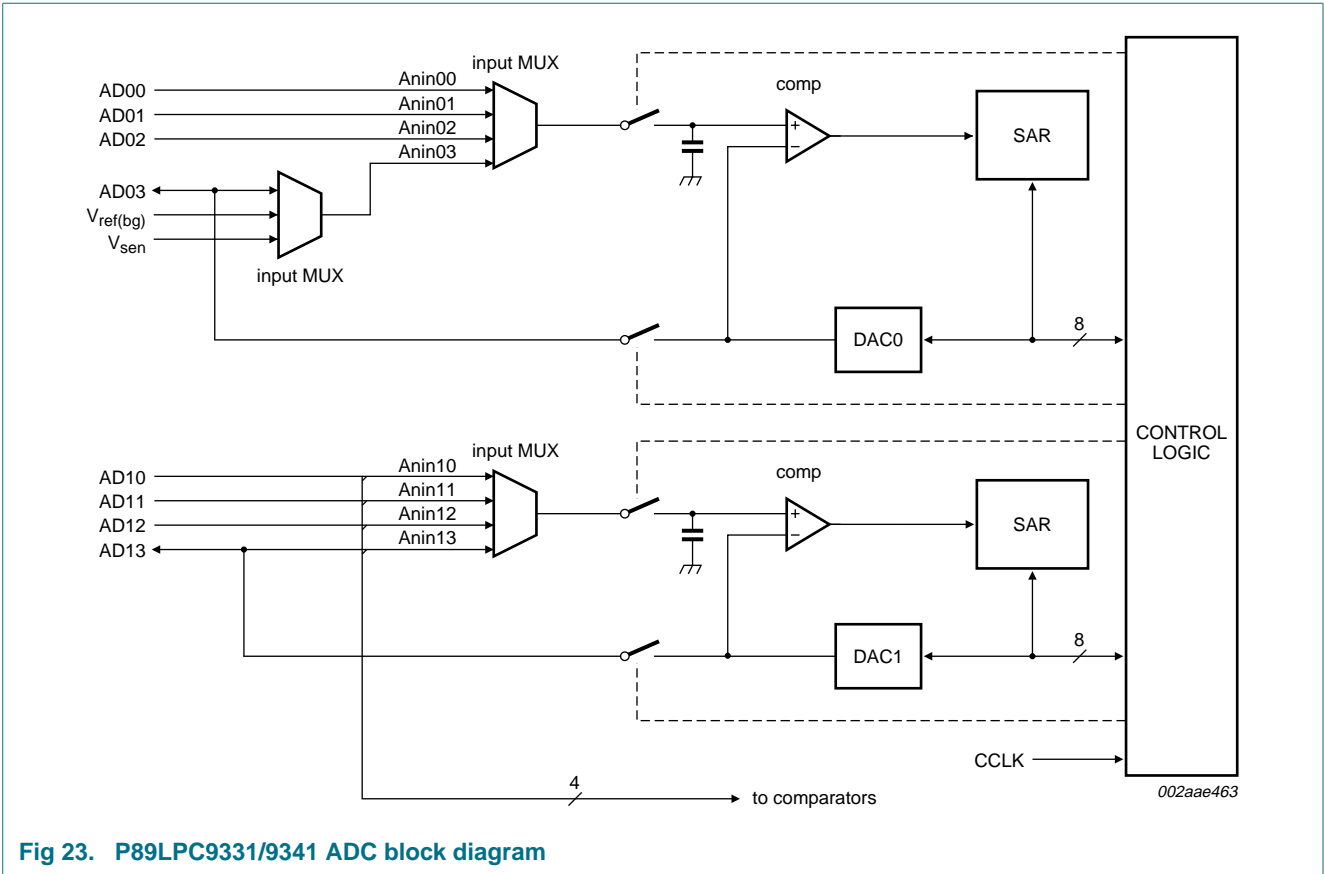 input MUX
AD00
AD01
AD02
Anin00
Anin01
Anin02
Anin03
AD03
Vref(bg)
Vsen
input MUX
comp
+
−
SAR
DAC0
8
CONTROL
LOGIC
input MUX
AD10
AD11
AD12
AD13
Anin10
Anin11
Anin12
Anin13
comp
+
−
SAR
DAC1
8
CCLK
4
to comparators
002aae463
Fig 23. P89LPC9331/9341 ADC block diagram